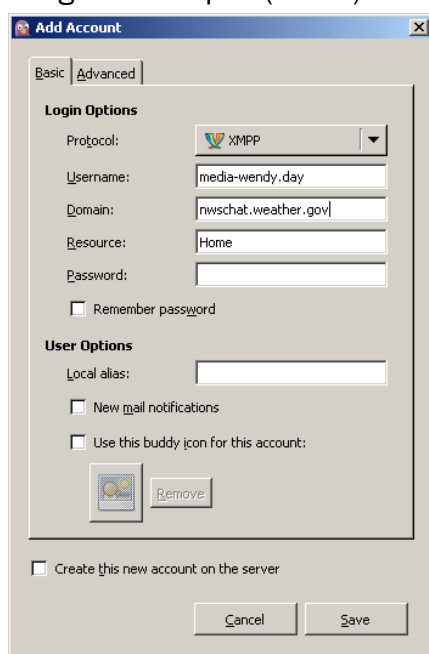 Add Account
Basic Advanced
Login Options
Protocol: XMPP
Username: media-wendy.day
Domain: nwschat.weather.gov
Resource: Home
Password:
Remember password
User Options
Local alias:
New mail notifications
Use this buddy icon for this account:
Remove
Create this new account on the server
Cancel Save